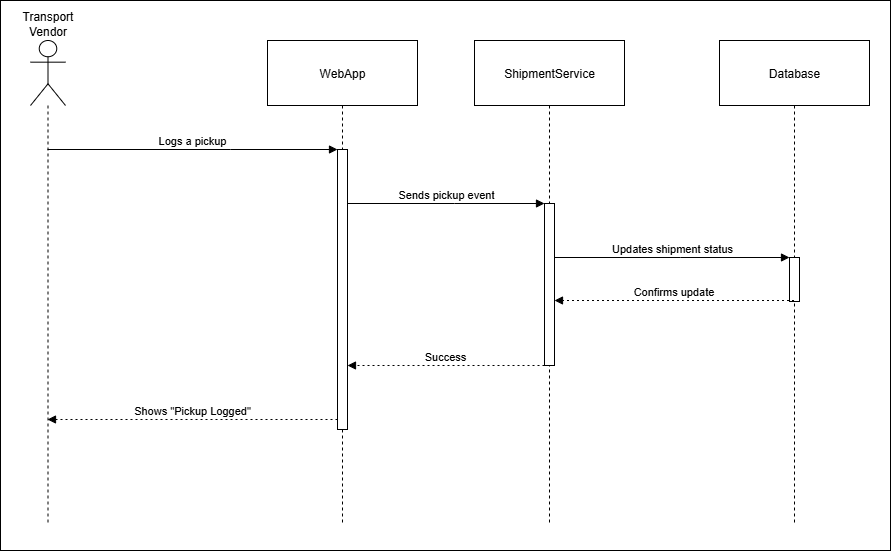 Transport
Vendor
WebApp
ShipmentService
Database
Logs a pickup
Sends pickup event
Updates shipment status
Confirms update
Success
Shows "Pickup Logged"